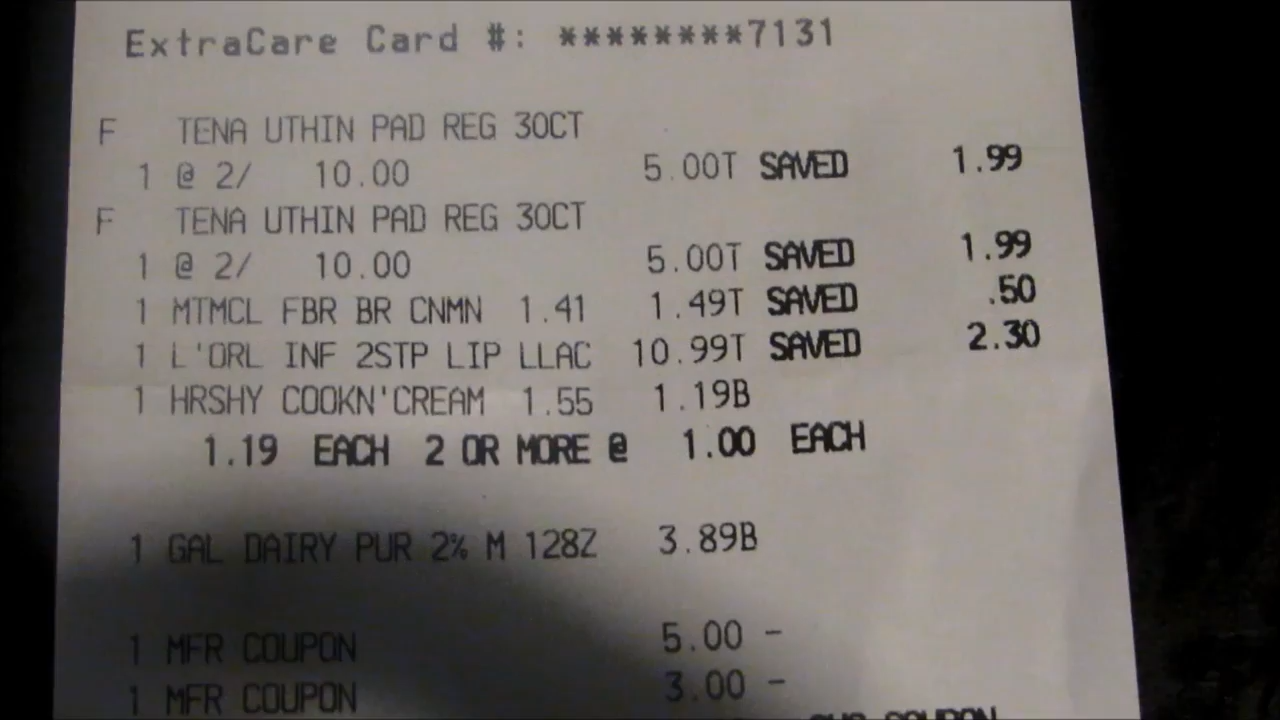 ExtraCare Card #: ********7131
F TENA UTHIN PAD REG 30CT
1 @ 2/ 10.00 5.00T SAVED 1.99
F TENA UTHIN PAD REG 30CT
1 @ 2/ 10.00 5.00T SAVED 1.99
1 MTMCL FBR BR CNMN 1.41 1.49T SAVED .50
1 L'ORL INF 2STP LIP LLAC 10.99T SAVED 2.30
1 HRSHY COOKN'CREAM 1.55 1.19B
1.19 EACH 2 OR MORE @ 1.00 EACH
1 GAL DAIRY PUR 2% M 128Z 3.89B
1 MFR COUPON 5.00 -
1 MFR COUPON 3.00 -
COUPON